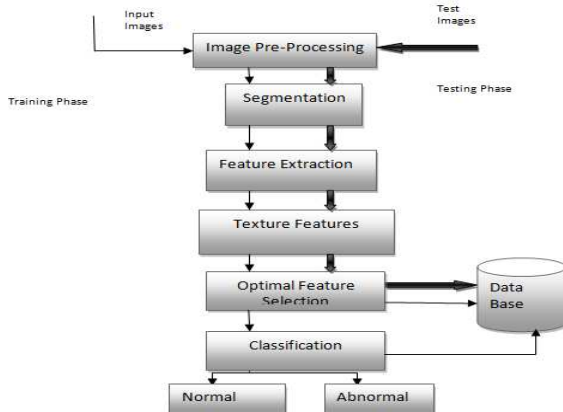 Input
Images
Test
Images
Image Pre-Processing
Training Phase
Testing Phase
Segmentation
Feature Extraction
Texture Features
Optimal Feature
Selection
Data
Base
Classification
Normal
Abnormal